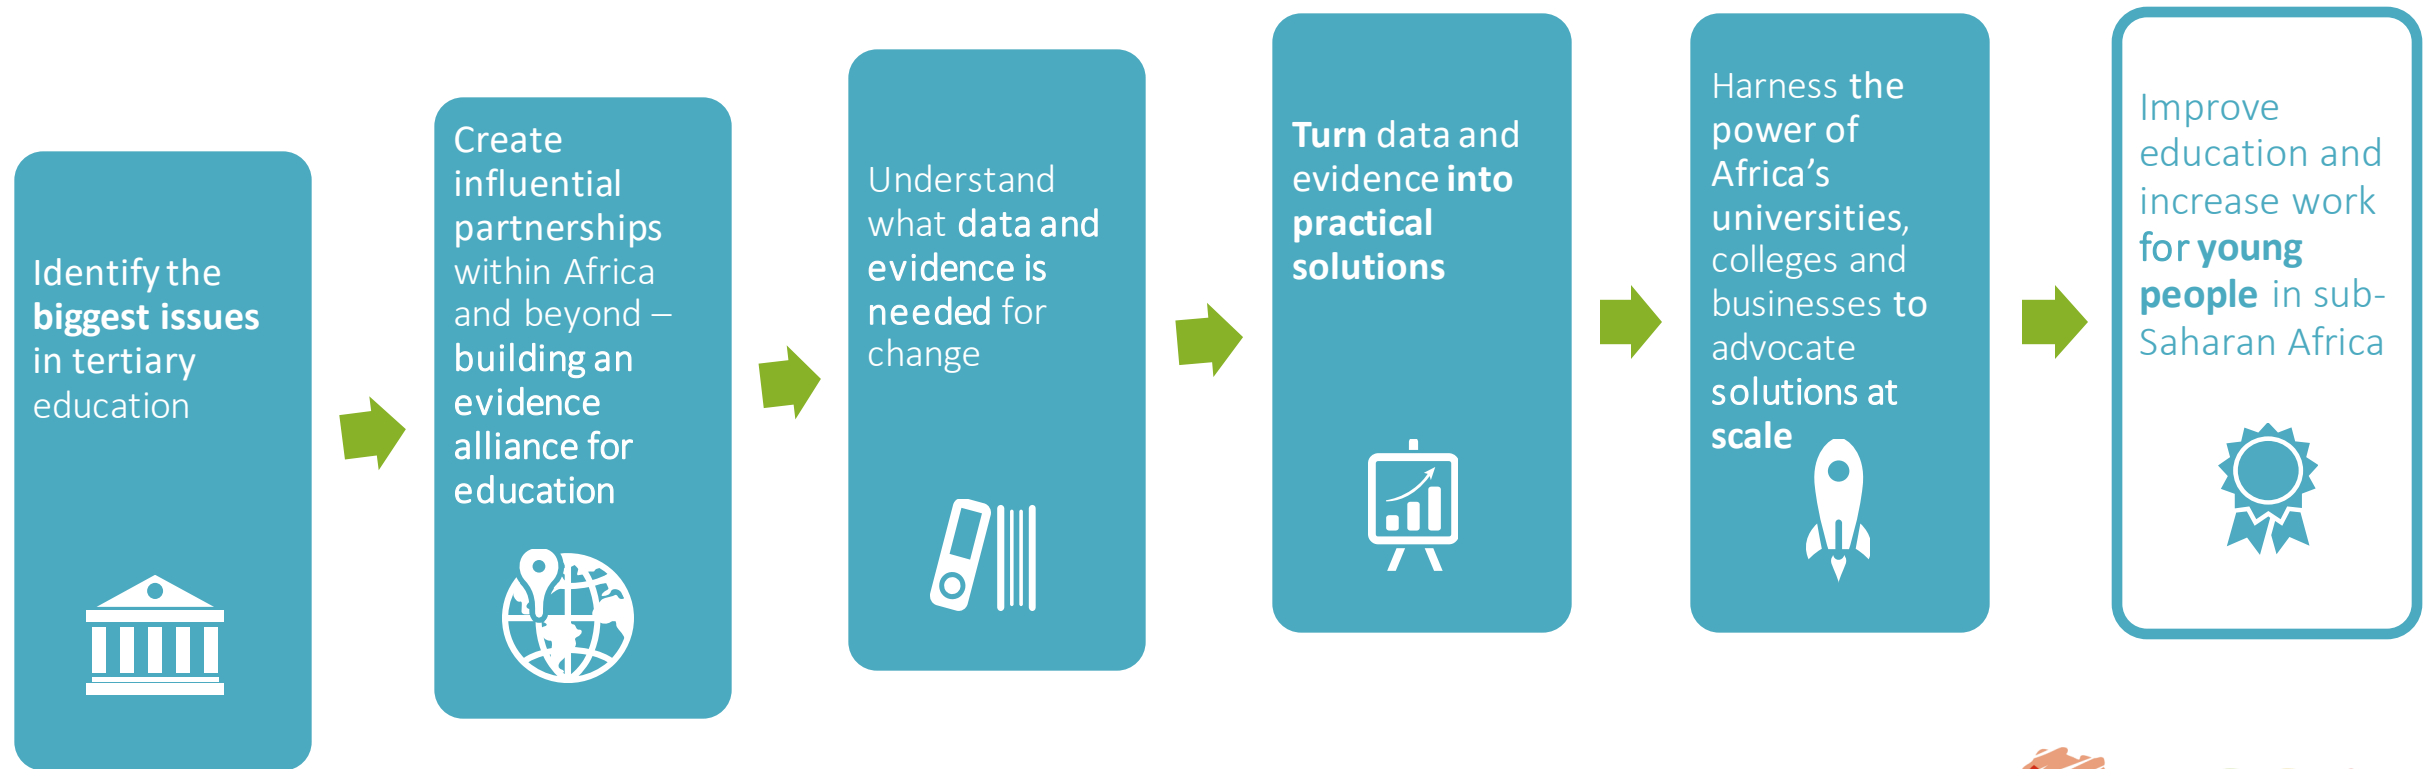 Identify the
biggest issues
in tertiary
education
Create
influential
partnerships
within Africa
and beyond –
building an
evidence
alliance for
education
Understand
what data and
evidence is
needed for
change
Turn data and
evidence into
practical
solutions
Harness the
power of
Africa’s
universities,
colleges and
businesses to
advocate
solutions at
scale
Improve
education and
increase work
for young
people in sub-
Saharan Africa